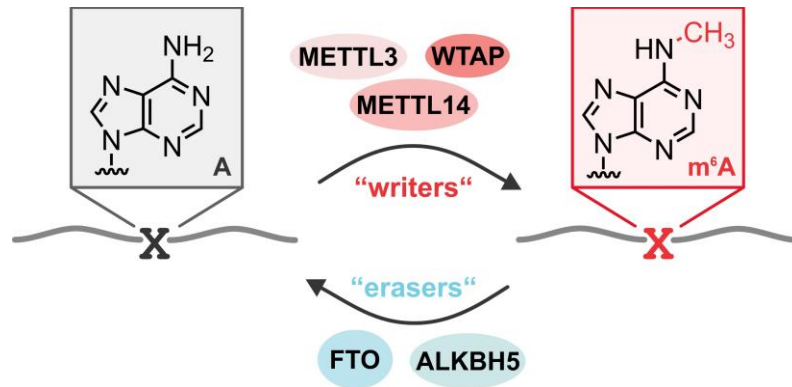 NH₂
N
N
N
N
A
X
METTL3
WTAP
METTL14
“writers“
“erasers“
FTO
ALKBH5
HN
CH₃
N
N
N
N
m⁶A
X